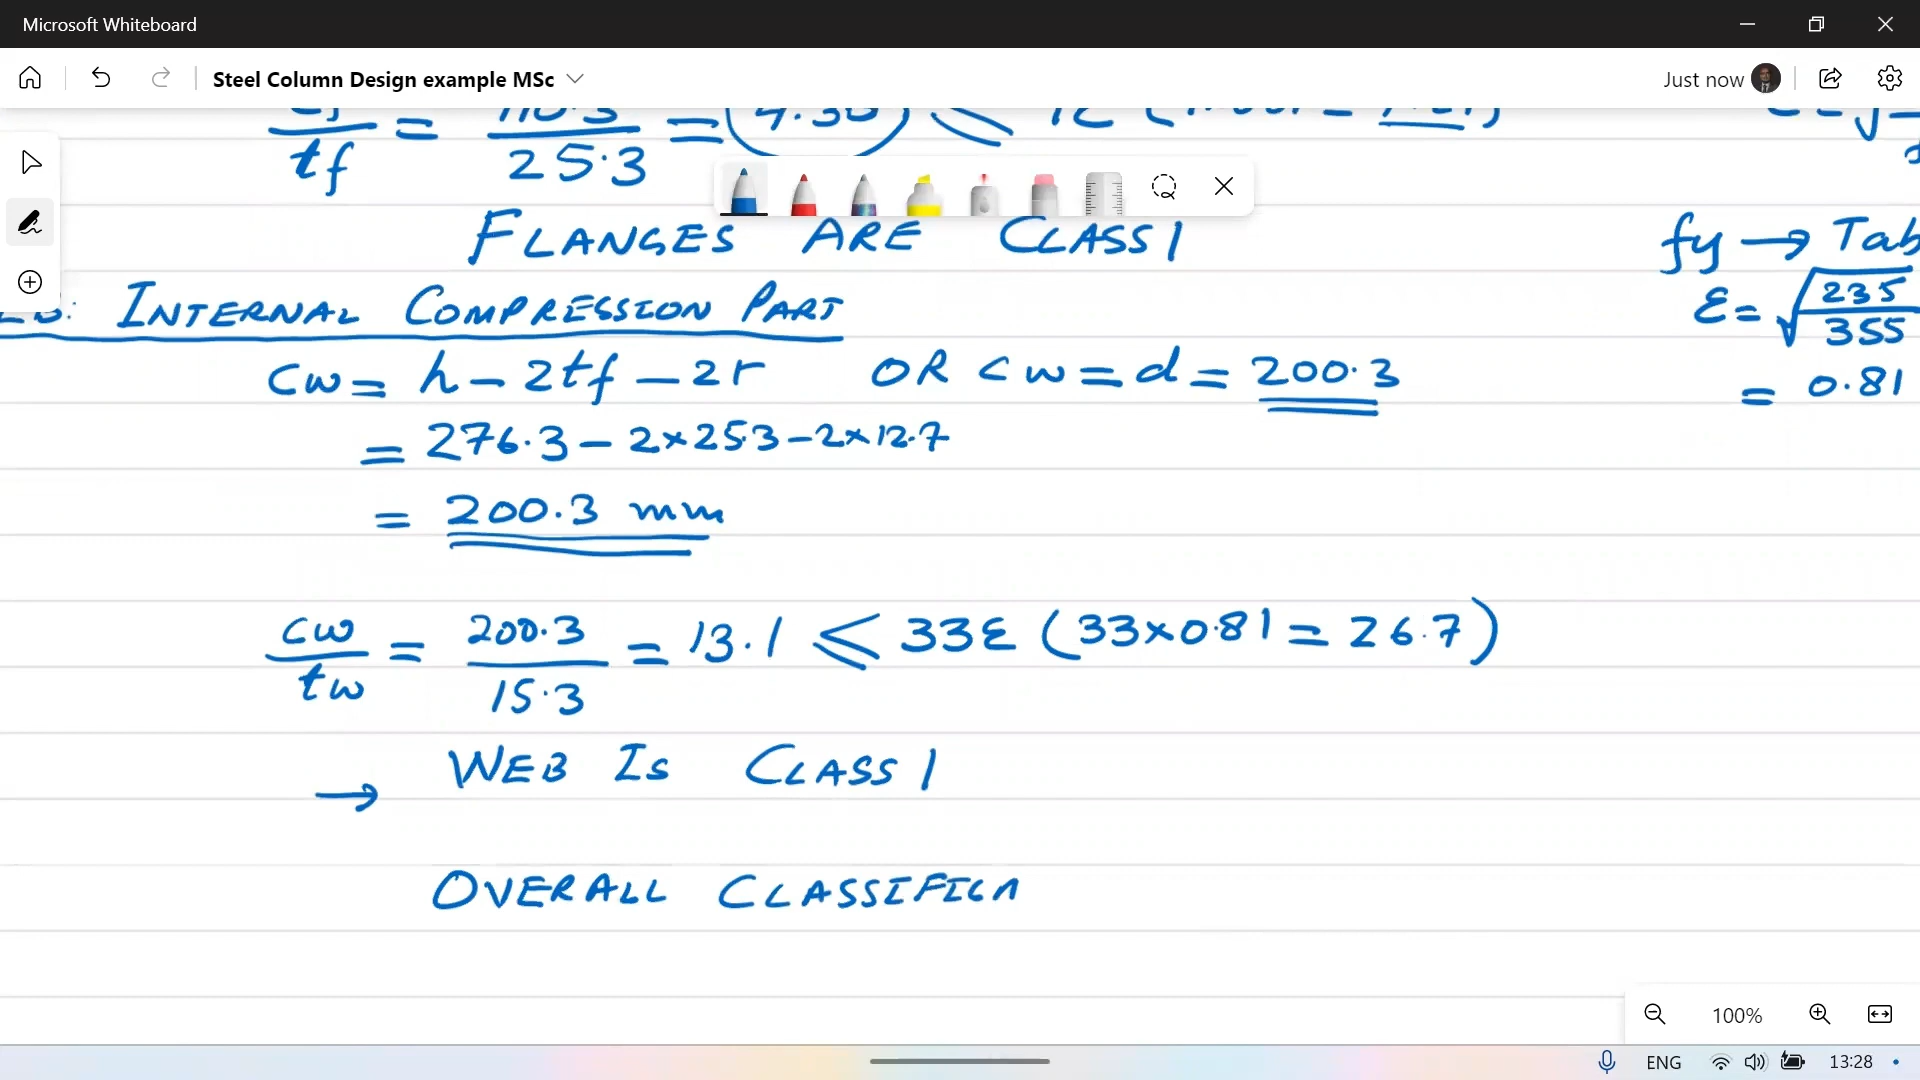 Microsoft Whiteboard
Steel Column Design example MSc
Just now
tf = 25.3
FLANGES ARE CLASS 1
fy → Tab
: INTERNAL COMPRESSION PART
ε = √235/355
cw = h - 2tf - 2r OR cw = d = 200.3
= 0.81
= 276.3 - 2×25.3 - 2×12.7
= 200.3 mm
cw/tw = 200.3/15.3 = 13.1 ⩽ 33ε (33×0.81 = 26.7)
→ WEB IS CLASS 1
OVERALL CLASSIFICA
100%
ENG
13:28